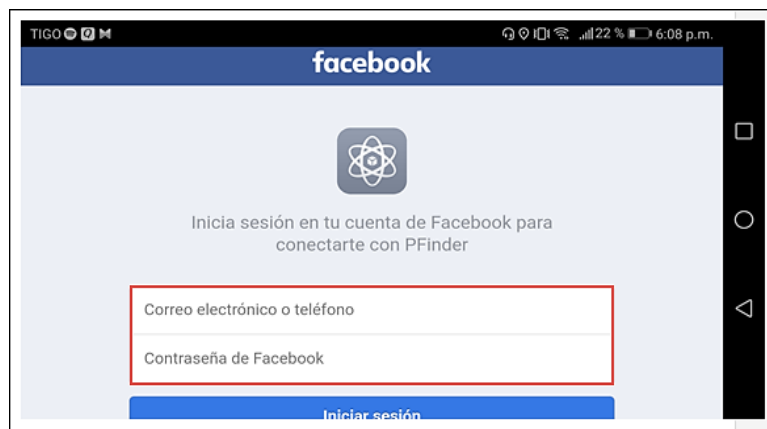 TIGO 22 % 6:08 p.m.
facebook
Inicia sesión en tu cuenta de Facebook para
conectarte con PFinder
Correo electrónico o teléfono
Contraseña de Facebook
Iniciar sesión